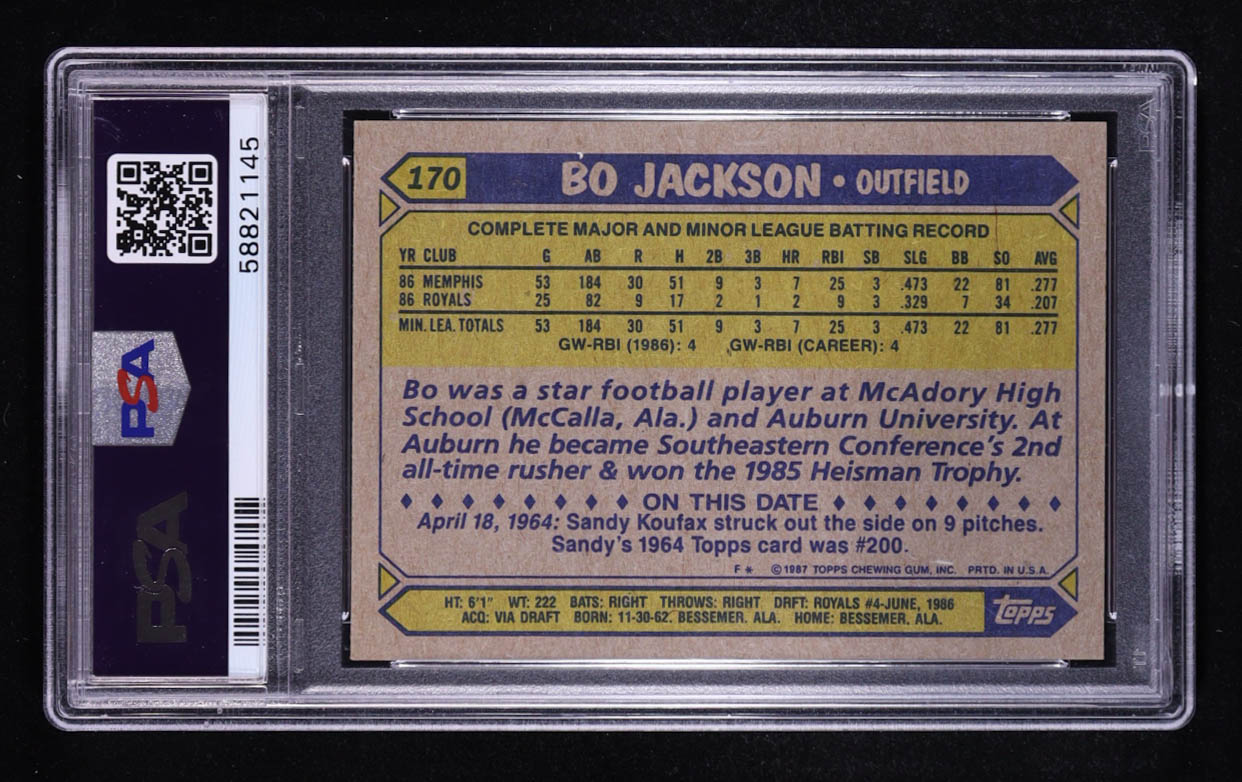 58821145
PSA
PSA
170
BO JACKSON • OUTFIELD
COMPLETE MAJOR AND MINOR LEAGUE BATTING RECORD
YR CLUB G AB R H 2B 3B HR RBI SB SLG BB SO AVG
86 MEMPHIS 53 184 30 51 9 3 7 25 3 .473 22 81 .277
86 ROYALS 25 82 9 17 2 1 2 9 3 .329 7 34 .207
MIN. LEA. TOTALS 53 184 30 51 9 3 7 25 3 .473 22 81 .277
GW-RBI (1986): 4 GW-RBI (CAREER): 4
Bo was a star football player at McAdory High
School (McCalla, Ala.) and Auburn University. At
Auburn he became Southeastern Conference's 2nd
all-time rusher & won the 1985 Heisman Trophy.
♦ ♦ ♦ ♦ ♦ ♦ ♦ ♦ ON THIS DATE ♦ ♦ ♦ ♦ ♦ ♦ ♦ ♦
April 18, 1964: Sandy Koufax struck out the side on 9 pitches.
Sandy's 1964 Topps card was #200.
F * © 1987 TOPPS CHEWING GUM, INC. PRTD. IN U.S.A.
HT: 6'1" WT: 222 BATS: RIGHT THROWS: RIGHT DRFT: ROYALS #4-JUNE, 1986
ACQ: VIA DRAFT BORN: 11-30-62, BESSEMER, ALA. HOME: BESSEMER, ALA.
topps